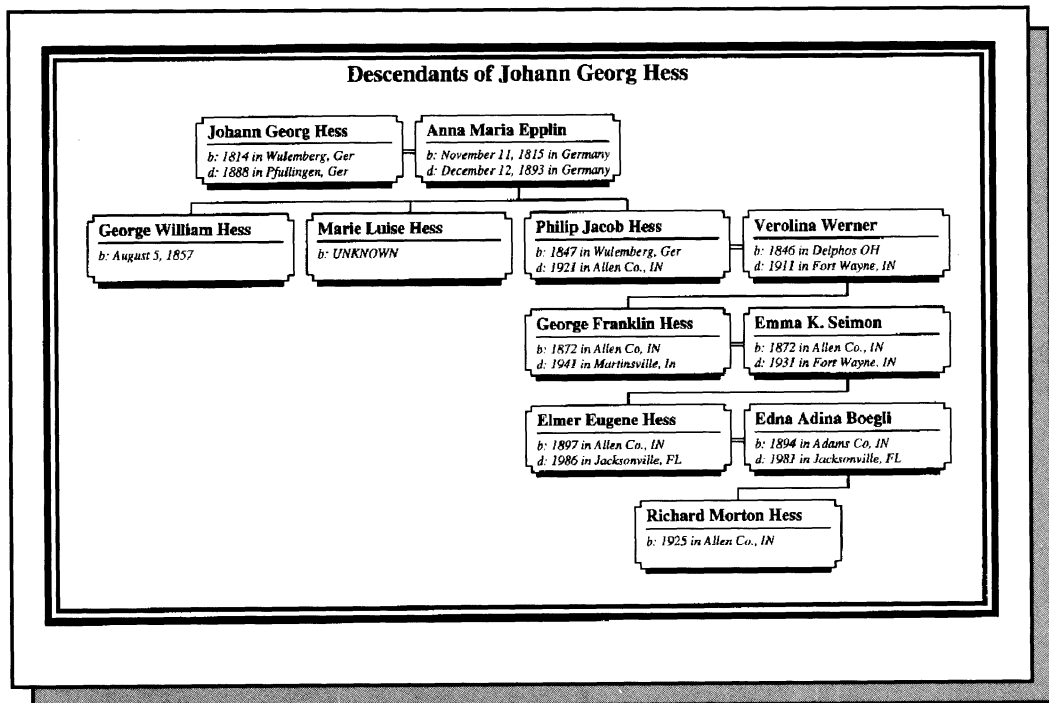 Descendants of Johann Georg Hess
Johann Georg Hess
b: 1814 in Wulemberg, Ger
d: 1888 in Pfullingen, Ger
Anna Maria Epplin
b: November 11, 1815 in Germany
d: December 12, 1893 in Germany
George William Hess
b: August 5, 1857
Marie Luise Hess
b: UNKNOWN
Philip Jacob Hess
b: 1847 in Wulemberg, Ger
d: 1921 in Allen Co., IN
Verolina Werner
b: 1846 in Delphos OH
d: 1911 in Fort Wayne, IN
George Franklin Hess
b: 1872 in Allen Co, IN
d: 1941 in Martinsville, In
Emma K. Seimon
b: 1872 in Allen Co., IN
d: 1931 in Fort Wayne, IN
Elmer Eugene Hess
b: 1897 in Allen Co., IN
d: 1986 in Jacksonville, FL
Edna Adina Boegli
b: 1894 in Adams Co, IN
d: 1981 in Jacksonville, FL
Richard Morton Hess
b: 1925 in Allen Co., IN